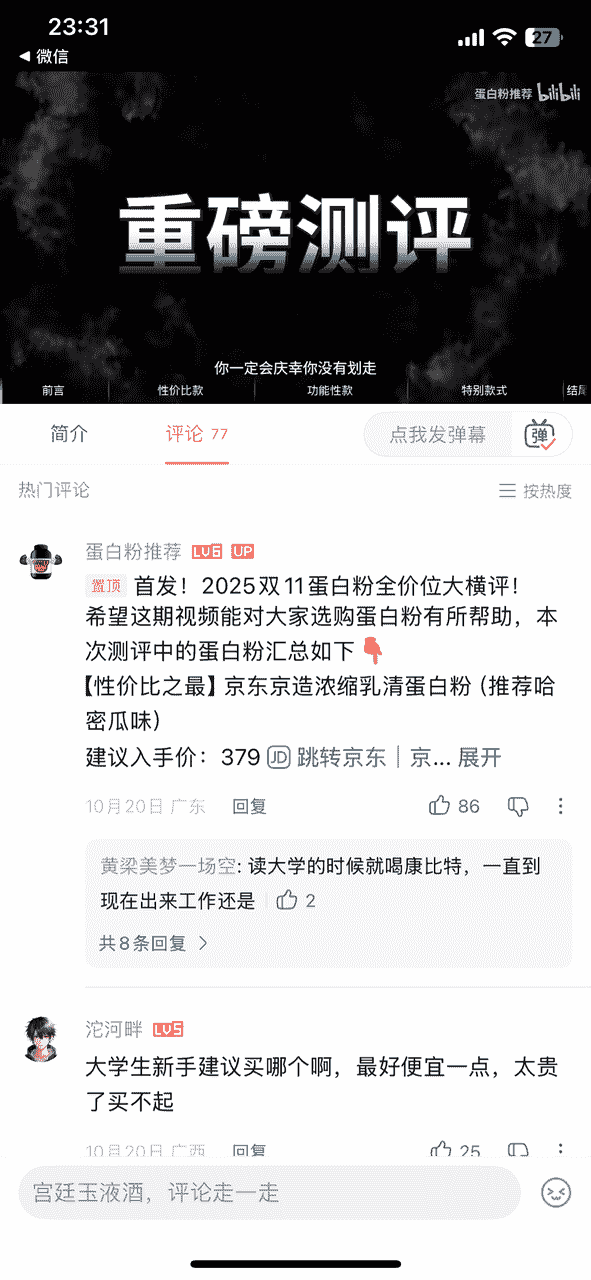 23:31
27
微信
蛋白粉推荐 bilibili
重磅测评
你一定会庆幸你没有划走
前言
性价比款
功能性款
特别款式
结尾
简介
评论 77
点我发弹幕
弹
热门评论
按热度
蛋白粉推荐 LV6 UP
置顶 首发！2025双11蛋白粉全价位大横评！
希望这期视频能对大家选购蛋白粉有所帮助，本
次测评中的蛋白粉汇总如下👇
【性价比之最】京东京造浓缩乳清蛋白粉（推荐哈
密瓜味）
建议入手价：379 JD 跳转京东｜京... 展开
10月20日 广东 回复
86
黄梁美梦一场空: 读大学的时候就喝康比特，一直到
现在出来工作还是 2
共8条回复
沱河畔 LV5
大学生新手建议买哪个啊，最好便宜一点，太贵
了买不起
10月20日 广西 回复
25
宫廷玉液酒，评论走一走